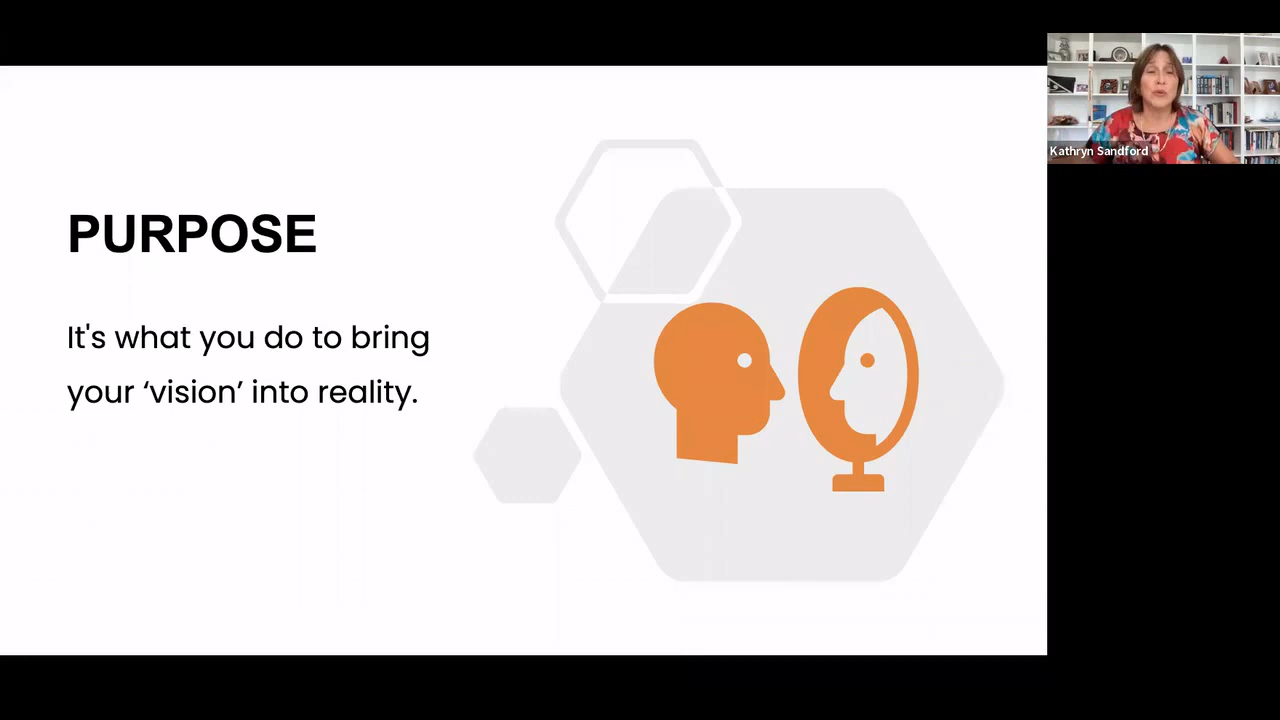 PURPOSE
It's what you do to bring
your ‘vision’ into reality.
Kathryn Sandford